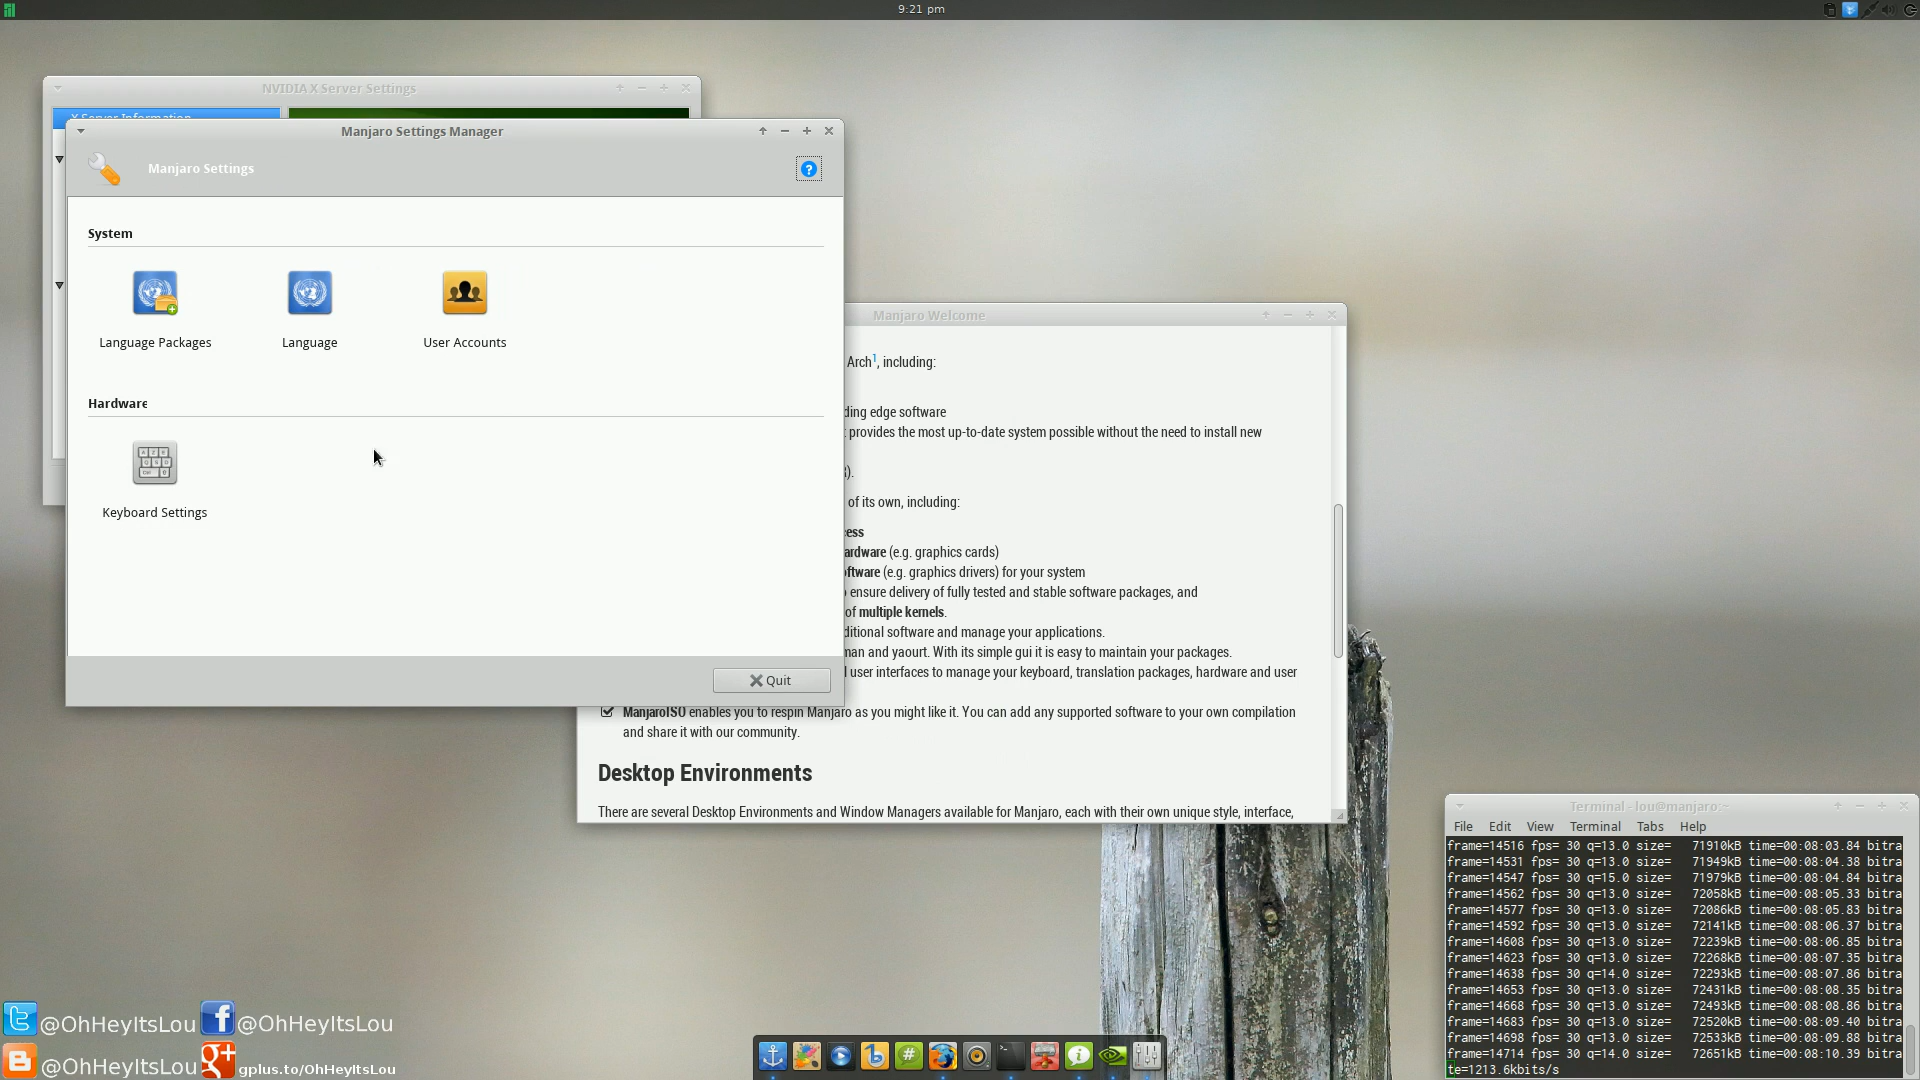 9:21 pm
NVIDIA X Server Settings
X Server Information
Manjaro Settings Manager
Manjaro Settings
?
System
Language Packages
Language
User Accounts
Hardware
Keyboard Settings
Quit
Manjaro Welcome
Arch1, including:
ding edge software
provides the most up-to-date system possible without the need to install new
of its own, including:
cess
ardware (e.g. graphics cards)
oftware (e.g. graphics drivers) for your system
ensure delivery of fully tested and stable software packages, and
of multiple kernels.
ditional software and manage your applications.
man and yaourt. With its simple gui it is easy to maintain your packages.
user interfaces to manage your keyboard, translation packages, hardware and user
ManjaroISO enables you to respin Manjaro as you might like it. You can add any supported software to your own compilation
and share it with our community.
Desktop Environments
There are several Desktop Environments and Window Managers available for Manjaro, each with their own unique style, interface,
Terminal - lou@manjaro:~
File Edit View Terminal Tabs Help
frame=14516 fps= 30 q=13.0 size=   71910kB time=00:08:03.84 bitra
frame=14531 fps= 30 q=13.0 size=   71949kB time=00:08:04.38 bitra
frame=14547 fps= 30 q=15.0 size=   71979kB time=00:08:04.84 bitra
frame=14562 fps= 30 q=13.0 size=   72058kB time=00:08:05.33 bitra
frame=14577 fps= 30 q=13.0 size=   72086kB time=00:08:05.83 bitra
frame=14592 fps= 30 q=13.0 size=   72141kB time=00:08:06.37 bitra
frame=14608 fps= 30 q=13.0 size=   72239kB time=00:08:06.85 bitra
frame=14623 fps= 30 q=13.0 size=   72268kB time=00:08:07.35 bitra
frame=14638 fps= 30 q=14.0 size=   72293kB time=00:08:07.86 bitra
frame=14653 fps= 30 q=13.0 size=   72431kB time=00:08:08.35 bitra
frame=14668 fps= 30 q=13.0 size=   72493kB time=00:08:08.86 bitra
frame=14683 fps= 30 q=13.0 size=   72520kB time=00:08:09.40 bitra
frame=14698 fps= 30 q=13.0 size=   72533kB time=00:08:09.88 bitra
frame=14714 fps= 30 q=14.0 size=   72651kB time=00:08:10.39 bitra
te=1213.6kbits/s
@OhHeyItsLou @OhHeyItsLou
@OhHeyItsLou gplus.to/OhHeyItsLou